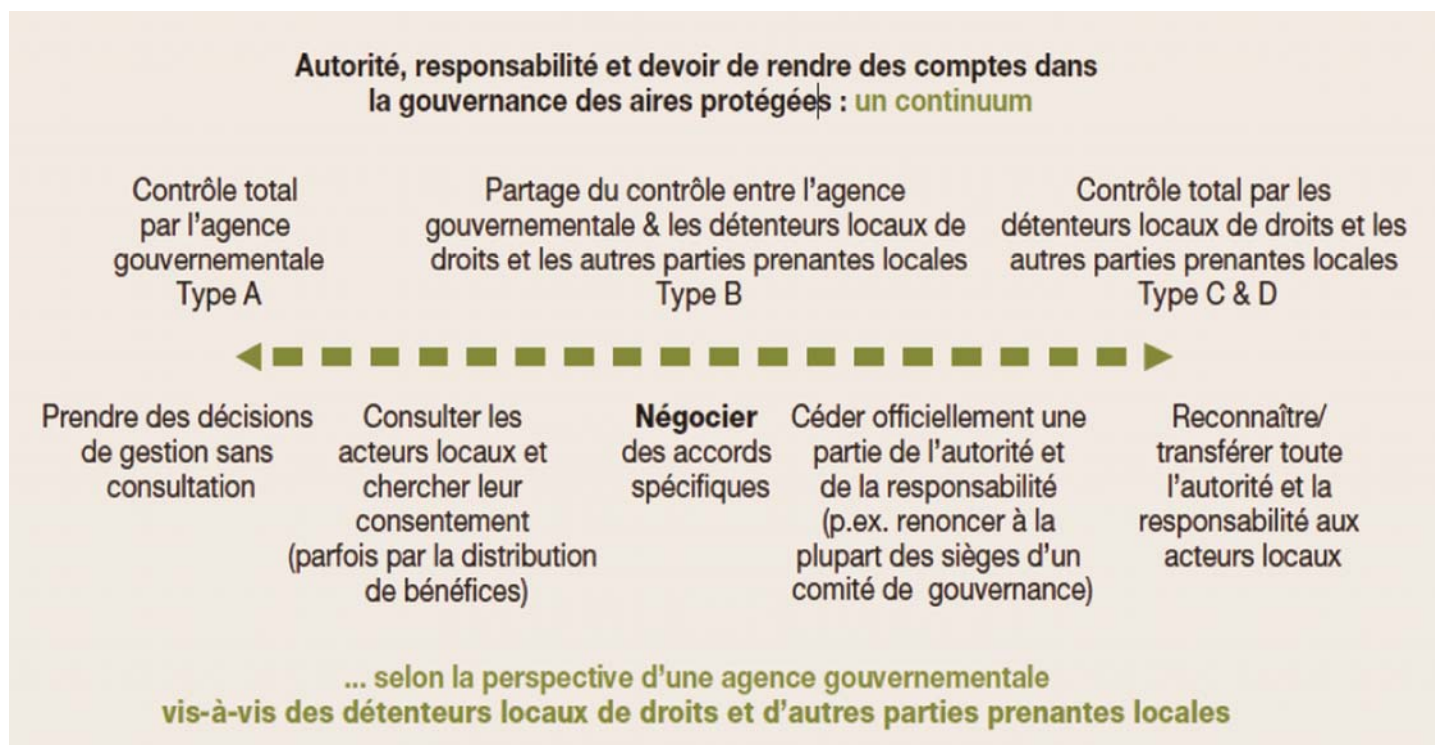 Autorité, responsabilité et devoir de rendre des comptes dans
la gouvernance des aires protégées : un continuum
Contrôle total
par l'agence
gouvernementale
Type A
Partage du contrôle entre l'agence
gouvernementale & les détenteurs locaux de
droits et les autres parties prenantes locales
Type B
Contrôle total par les
détenteurs locaux de droits et les
autres parties prenantes locales
Type C & D
Prendre des décisions
de gestion sans
consultation
Consulter les
acteurs locaux et
chercher leur
consentement
(parfois par la distribution
de bénéfices)
Négocier
des accords
spécifiques
Céder officiellement une
partie de l'autorité et
de la responsabilité
(p.ex. renoncer à la
plupart des sièges d'un
comité de gouvernance)
Reconnaître/
transférer toute
l'autorité et la
responsabilité aux
acteurs locaux
... selon la perspective d'une agence gouvernementale
vis-à-vis des détenteurs locaux de droits et d'autres parties prenantes locales